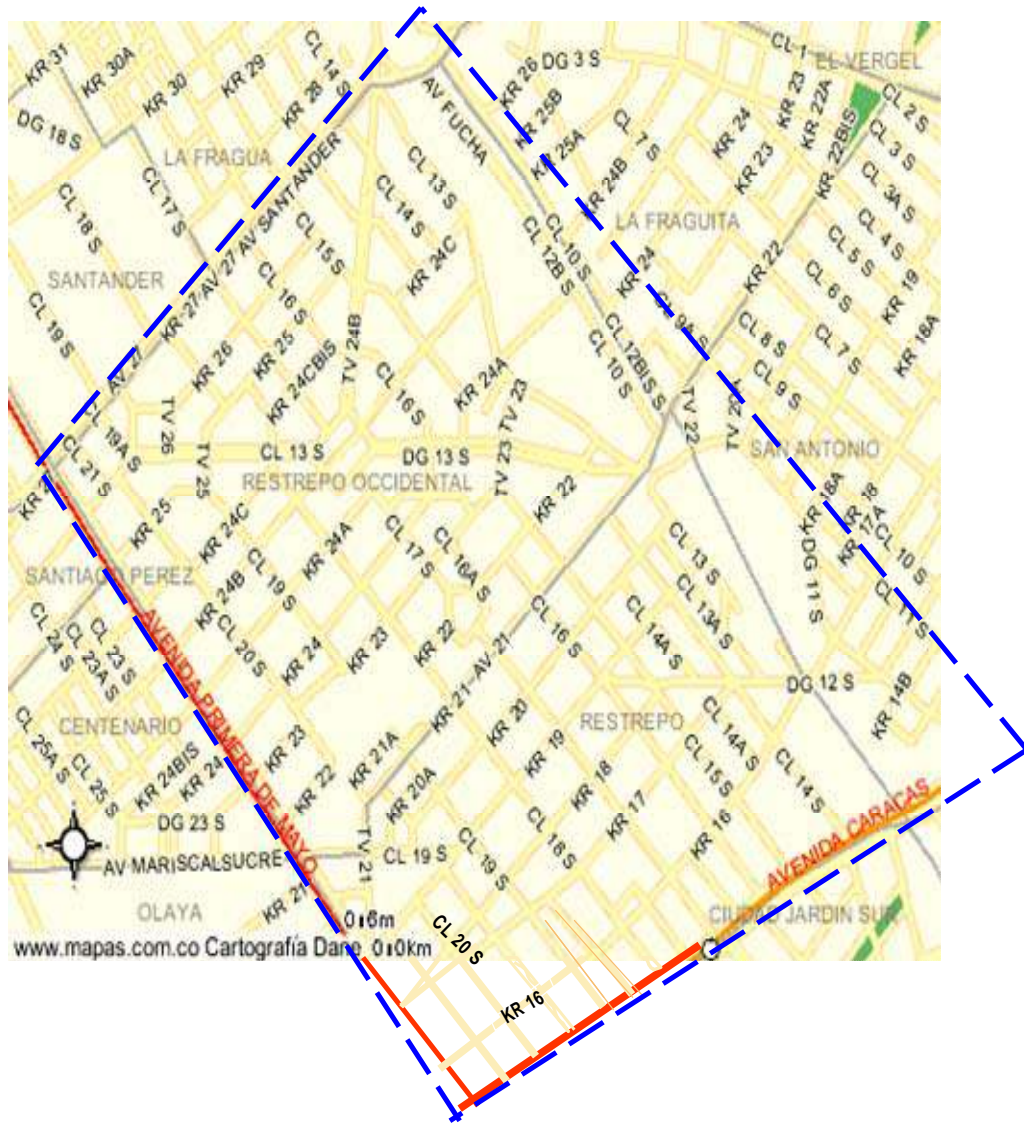 CL 1
KR 31
KR 30A
KR 30
KR 29
CL 14 S
KR 28
DG 3 S
KR 26
KR 25B
KR 25A
EL VERGEL
KR 23
KR 22A
CL 2 S
KR 22BIS
CL 3 S
CL 3A S
CL 4 S
CL 5 S
CL 6 S
CL 7 S
KR 19
KR 18A
DG 18 S
LA FRAGUA
AV FUCHA
CL 7 S
KR 24
KR 23
KR 24B
CL 13 S
CL 14 S
CL 18 S
CL 17 S
KR 27 AV 27 AV SANTANDER
CL 15 S
KR 24C
CL 10 S
CL 12B S
LA FRAGUITA
KR 24
KR 22
SANTANDER
CL 16 S
CL 19 S
AV 27
KR 26
KR 25
KR 24CBIS
TV 24B
CL 16 S
KR 24A
TV 23
TV 23
CL 10 S
CL 12BIS S
CL 9A S
CL 8 S
CL 9 S
TV 22
SAN ANTONIO
CL 19A S
CL 21 S
TV 26
TV 25
CL 13 S
DG 13 S
RESTREPO OCCIDENTAL
KR 22
KR 18A
KR 18
KR 17A
CL 10 S
CL 11 S
DG 11 S
KR 25
KR 24C
KR 24A
CL 17 S
CL 16A S
CL 13 S
CL 13A S
SANTIAGO PEREZ
KR 24B
CL 19 S
CL 20 S
KR 24
KR 23
KR 22
CL 16 S
CL 14A S
CL 23 S
CL 23A S
CL 24 S
AVENIDA PRIMERA DE MAYO
KR 21 AV 21
KR 20
KR 19
RESTREPO
DG 12 S
KR 14B
CENTENARIO
CL 25A S
CL 25 S
KR 24BIS
KR 24
KR 23
KR 22
KR 21A
KR 20A
KR 18
KR 17
KR 16
CL 14A S
CL 15 S
CL 14 S
DG 23 S
AV MARISCALSUCRE
TV 21
CL 19 S
CL 19 S
CL 18 S
AVENIDA CARACAS
OLAYA
KR 21
CIUDAD JARDIN SUR
0.6m
www.mapas.com.co Cartografía Dane 0.0km
CL 20 S
KR 16